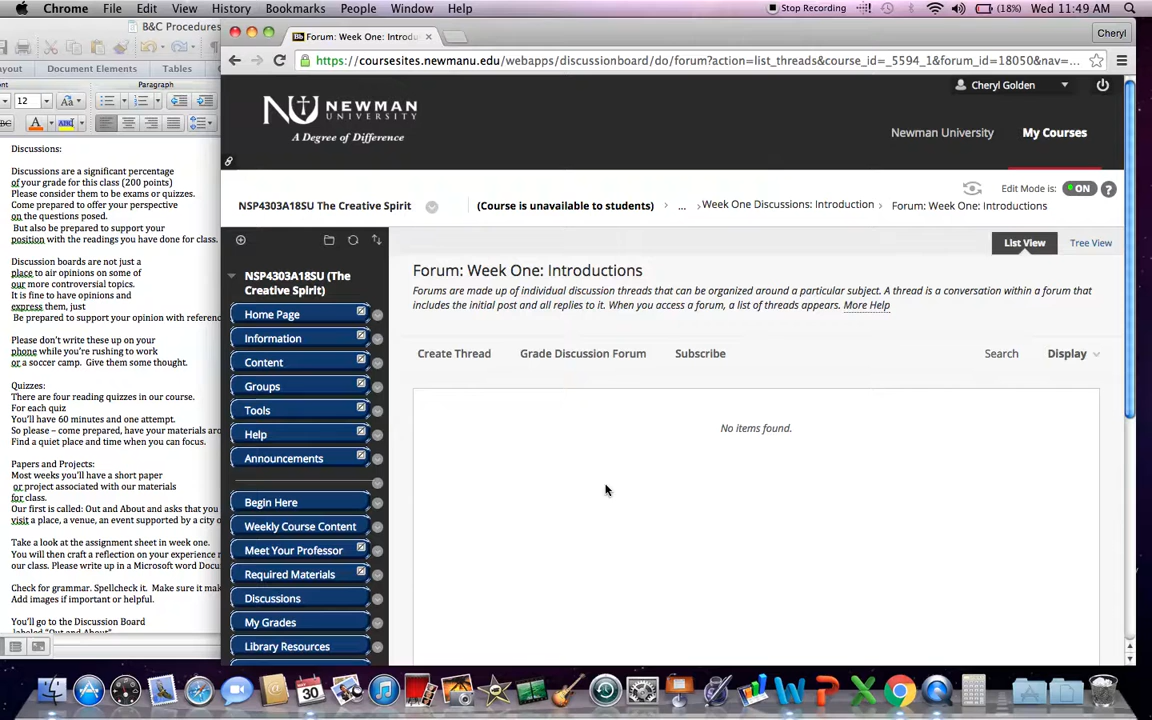 Chrome File Edit View History Bookmarks People Window Help Stop Recording (18%) Wed 11:49 AM
B&C Procedures
Forum: Week One: Introdu
Cheryl
https://coursesites.newmanu.edu/webapps/discussionboard/do/forum?action=list_threads&course_id=_5594_1&forum_id=18050&nav=...
ayout Document Elements Tables
Font Paragraph
12 Aa
Cheryl Golden
NEWMAN UNIVERSITY
A Degree of Difference
Newman University My Courses
Edit Mode is: ON ?
NSP4303A18SU The Creative Spirit (Course is unavailable to students) > ... > Week One Discussions: Introduction > Forum: Week One: Introductions
List View Tree View
NSP4303A18SU (The
Creative Spirit)
Home Page
Information
Content
Groups
Tools
Help
Announcements
Begin Here
Weekly Course Content
Meet Your Professor
Required Materials
Discussions
My Grades
Library Resources
Forum: Week One: Introductions
Forums are made up of individual discussion threads that can be organized around a particular subject. A thread is a conversation within a forum that
includes the initial post and all replies to it. When you access a forum, a list of threads appears. More Help
Create Thread Grade Discussion Forum Subscribe Search Display
No items found.
Discussions:
Discussions are a significant percentage
of your grade for this class (200 points)
Please consider them to be exams or quizzes.
Come prepared to offer your perspective
on the questions posed.
But also be prepared to support your
position with the readings you have done for class.
Discussion boards are not just a
place to air opinions on some of
our more controversial topics.
It is fine to have opinions and
express them, just
Be prepared to support your opinion with referenc
Please don't write these up on your
phone while you're rushing to work
or a soccer camp. Give them some thought.
Quizzes:
There are four reading quizzes in our course.
For each quiz
You'll have 60 minutes and one attempt.
So please – come prepared, have your materials aro
Find a quiet place and time when you can focus.
Papers and Projects:
Most weeks you'll have a short paper
or project associated with our materials
for class.
Our first is called: Out and About and asks that you
visit a place, a venue, an event supported by a city o
Take a look at the assignment sheet in week one.
You will then craft a reflection on your experience
our class. Please write up in a Microsoft word Docu
Check for grammar. Spellcheck it. Make sure it mak
Add images if important or helpful.
You'll go to the Discussion Board
labeled "Out and About"